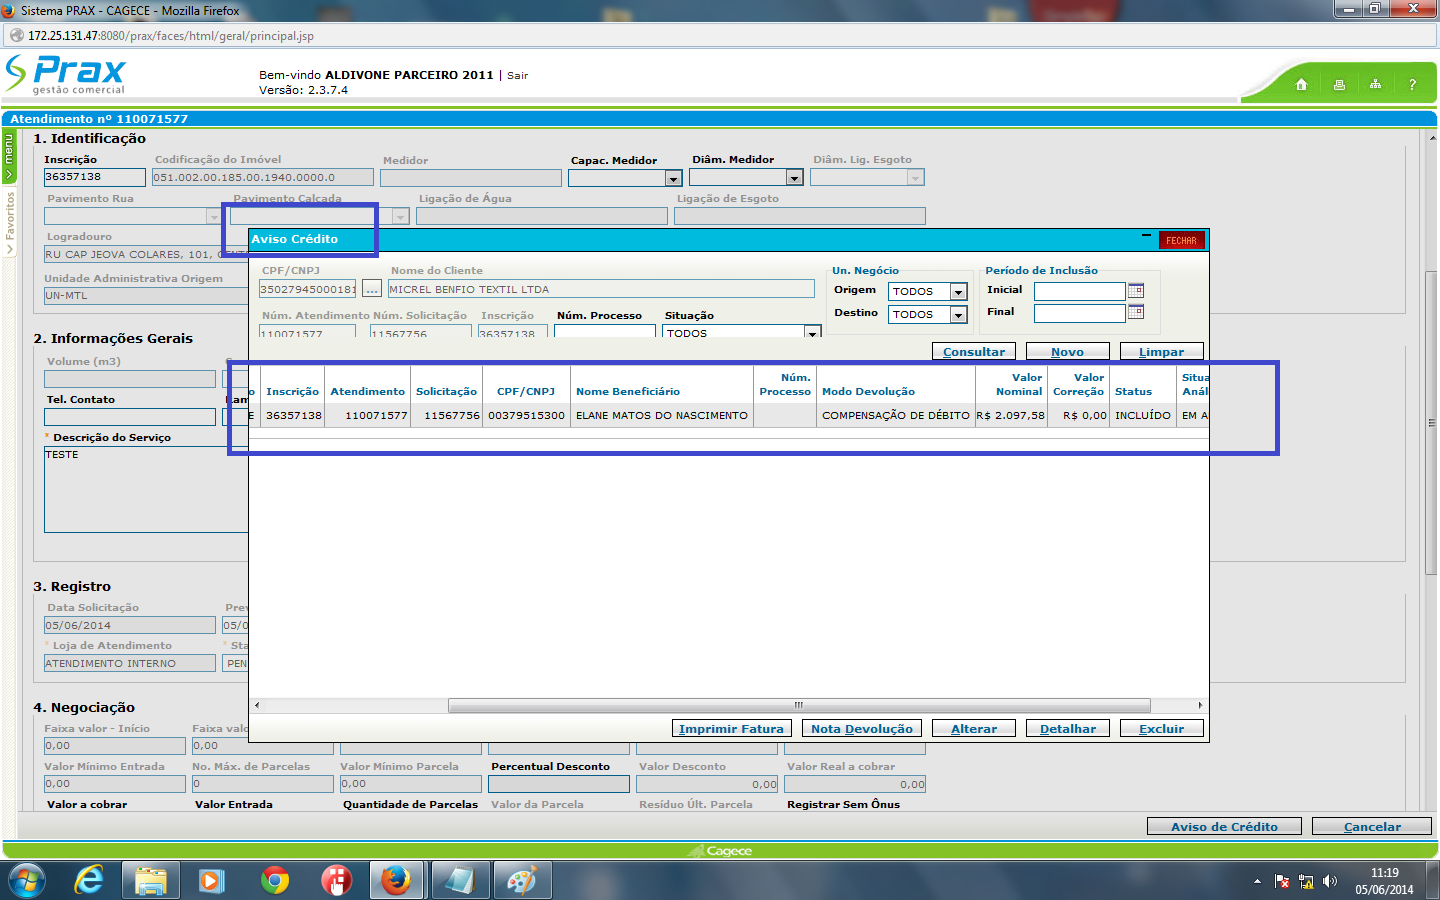 Sistema PRAX - CAGECE - Mozilla Firefox
172.25.131.47:8080/prax/faces/html/geral/principal.jsp
Prax
gestão comercial
Bem-vindo ALDIVONE PARCEIRO 2011 | Sair
Versão: 2.3.7.4
?
Atendimento nº 110071577
menu
Favoritos
1. Identificação
Inscrição Codificação do Imóvel Medidor Capac. Medidor Diâm. Medidor Diâm. Lig. Esgoto
36357138 051.002.00.185.00.1940.0000.0
Pavimento Rua Pavimento Calçada Ligação de Água Ligação de Esgoto
Logradouro
RU CAP JEOVA COLARES, 101,
Unidade Administrativa Origem
UN-MTL
Aviso Crédito
FECHAR
CPF/CNPJ Nome do Cliente Un. Negócio Período de Inclusão
35027945000181 ... MICREL BENFIO TEXTIL LTDA
Origem TODOS Inicial
Destino TODOS Final
Núm. Atendimento Núm. Solicitação Inscrição Núm. Processo Situação
110071577 11567756 36357138 TODOS
Consultar Novo Limpar
o Inscrição Atendimento Solicitação CPF/CNPJ Nome Beneficiário Núm. Processo Modo Devolução Valor Nominal Valor Correção Status Situa Anál
E 36357138 110071577 11567756 00379515300 ELANE MATOS DO NASCIMENTO COMPENSAÇÃO DE DÉBITO R$ 2.097,58 R$ 0,00 INCLUÍDO EM A
Imprimir Fatura Nota Devolução Alterar Detalhar Excluir
2. Informações Gerais
Volume (m3)
Tel. Contato Ram
* Descrição do Serviço
TESTE
3. Registro
Data Solicitação Prev
05/06/2014 05/0
* Loja de Atendimento * Sta
ATENDIMENTO INTERNO PEN
4. Negociação
Faixa valor - Início Faixa valo
0,00 0,00
Valor Mínimo Entrada No. Máx. de Parcelas Valor Mínimo Parcela Percentual Desconto Valor Desconto Valor Real a cobrar
0,00 0 0,00 0,00 0,00
Valor a cobrar Valor Entrada Quantidade de Parcelas Valor da Parcela Resíduo Últ. Parcela Registrar Sem Ônus
Aviso de Crédito Cancelar
Cagece
11:19
05/06/2014